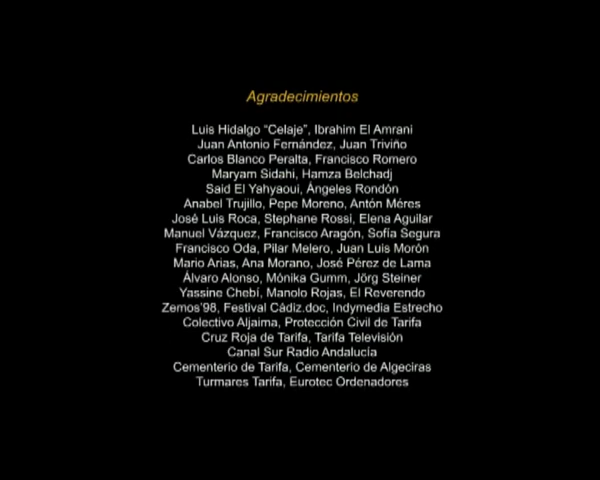 Agradecimientos
Luis Hidalgo "Celaje", Ibrahim El Amrani
Juan Antonio Fernández, Juan Triviño
Carlos Blanco Peralta, Francisco Romero
Maryam Sidahi, Hamza Belchadj
Said El Yahyaoui, Ángeles Rondón
Anabel Trujillo, Pepe Moreno, Antón Méres
José Luis Roca, Stephane Rossi, Elena Aguilar
Manuel Vázquez, Francisco Aragón, Sofía Segura
Francisco Oda, Pilar Melero, Juan Luis Morón
Mario Arias, Ana Morano, José Pérez de Lama
Álvaro Alonso, Mónika Gumm, Jörg Steiner
Yassine Chebí, Manolo Rojas, El Reverendo
Zemos'98, Festival Cádiz.doc, Indymedia Estrecho
Colectivo Aljaima, Protección Civil de Tarifa
Cruz Roja de Tarifa, Tarifa Televisión
Canal Sur Radio Andalucía
Cementerio de Tarifa, Cementerio de Algeciras
Turmares Tarifa, Eurotec Ordenadores